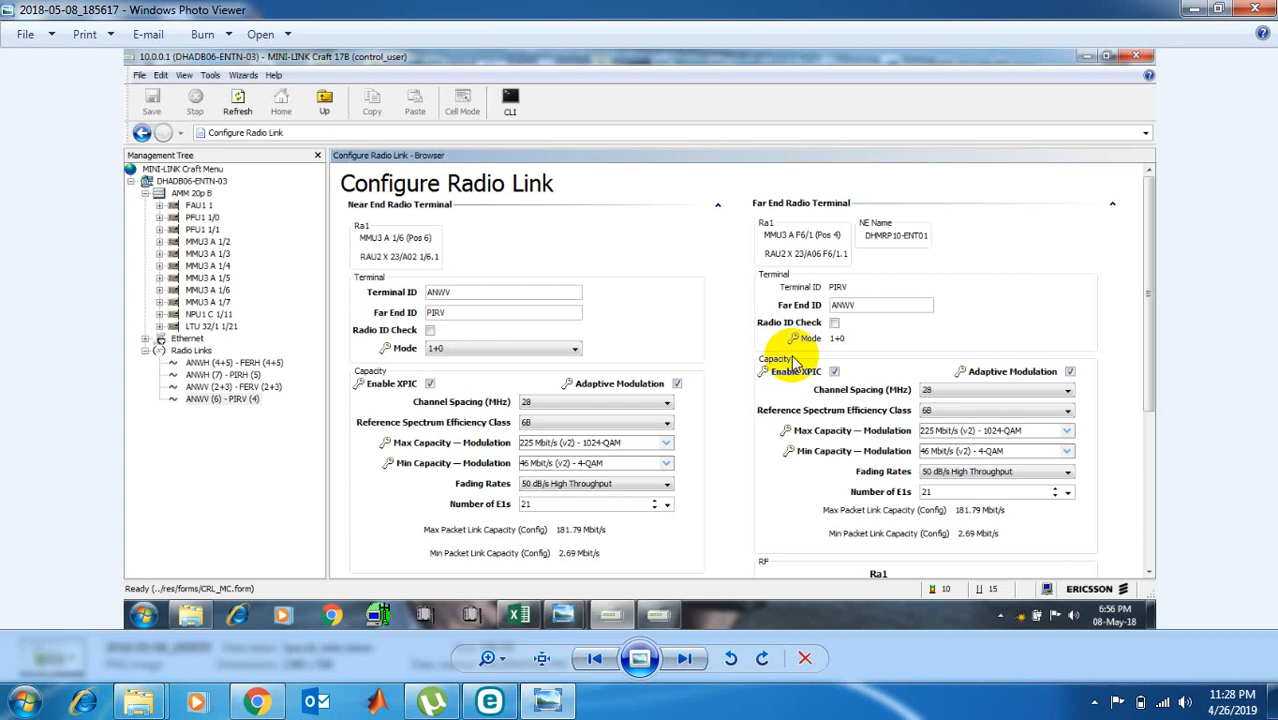 2018-05-08_185617 - Windows Photo Viewer
File Print E-mail Burn Open
10.0.0.1 (DHADB06-ENTN-03) - MINI-LINK Craft 17B (control_user)
File Edit View Tools Wizards Help
Save Stop Refresh Home Up Copy Paste Cell Mode CLI
Configure Radio Link
Management Tree
MINI-LINK Craft Menu
DHADB06-ENTN-03
AMM 20p B
FAU1 1
PFU1 1/0
PFU1 1/1
MMU3 A 1/2
MMU3 A 1/3
MMU3 A 1/4
MMU3 A 1/5
MMU3 A 1/6
MMU3 A 1/7
NPU1 C 1/11
LTU 32/1 1/21
Ethernet
Radio Links
ANWH (4+5) - FERH (4+5)
ANWH (7) - PIRH (5)
ANWV (2+3) - FERV (2+3)
ANWV (6) - PIRV (4)
Configure Radio Link - Browser
Configure Radio Link
Near End Radio Terminal
Ra1
MMU3 A 1/6 (Pos 6)
RAU2 X 23/A02 1/6.1
Terminal
Terminal ID ANWV
Far End ID PIRV
Radio ID Check
Mode 1+0
Capacity
Enable XPIC Adaptive Modulation
Channel Spacing (MHz) 28
Reference Spectrum Efficiency Class 6B
Max Capacity — Modulation 225 Mbit/s (v2) - 1024-QAM
Min Capacity — Modulation 46 Mbit/s (v2) - 4-QAM
Fading Rates 50 dB/s High Throughput
Number of E1s 21
Max Packet Link Capacity (Config) 181.79 Mbit/s
Min Packet Link Capacity (Config) 2.69 Mbit/s
Far End Radio Terminal
Ra1 NE Name
MMU3 A F6/1 (Pos 4) DHMRP10-ENT01
RAU2 X 23/A06 F6/1.1
Terminal
Terminal ID PIRV
Far End ID ANWV
Radio ID Check
Mode 1+0
Capacity
Enable XPIC Adaptive Modulation
Channel Spacing (MHz) 28
Reference Spectrum Efficiency Class 6B
Max Capacity — Modulation 225 Mbit/s (v2) - 1024-QAM
Min Capacity — Modulation 46 Mbit/s (v2) - 4-QAM
Fading Rates 50 dB/s High Throughput
Number of E1s 21
Max Packet Link Capacity (Config) 181.79 Mbit/s
Min Packet Link Capacity (Config) 2.69 Mbit/s
RF
Ra1
Ready (../res/forms/CRL_MC.form) 10 15 ERICSSON
6:56 PM
08-May-18
11:28 PM
4/26/2019